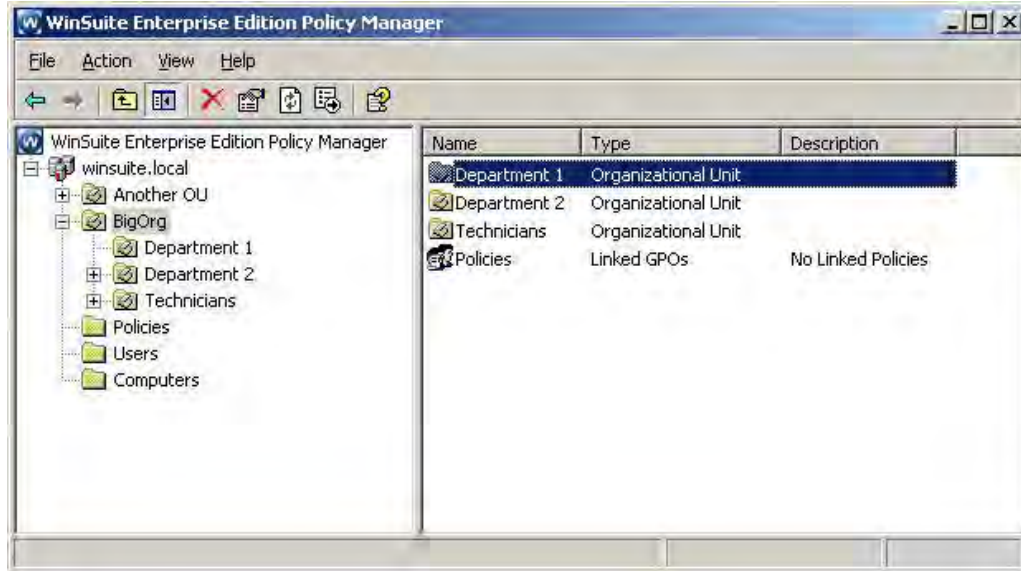 WinSuite Enterprise Edition Policy Manager
File Action View Help
WinSuite Enterprise Edition Policy Manager
winsuite.local
Another OU
BigOrg
Department 1
Department 2
Technicians
Policies
Users
Computers
Name Type Description
Department 1 Organizational Unit
Department 2 Organizational Unit
Technicians Organizational Unit
Policies Linked GPOs No Linked Policies